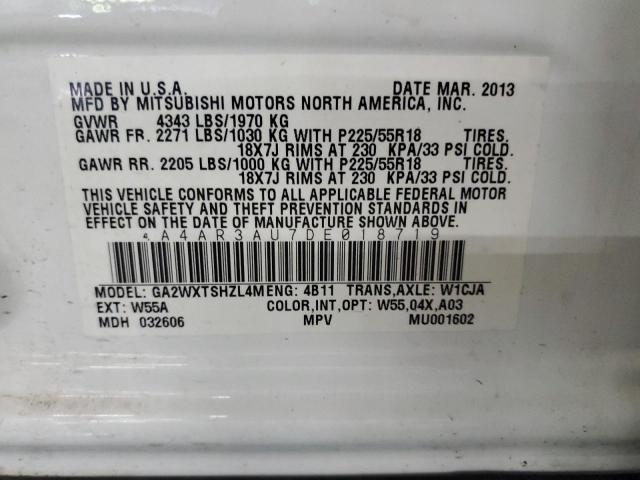 MADE IN U.S.A. DATE MAR. 2013
MFD BY MITSUBISHI MOTORS NORTH AMERICA, INC.
GVWR 4343 LBS/1970 KG
GAWR FR. 2271 LBS/1030 KG WITH P225/55R18 TIRES.
18X7J RIMS AT 230 KPA/33 PSI COLD.
GAWR RR. 2205 LBS/1000 KG WITH P225/55R18 TIRES.
18X7J RIMS AT 230 KPA/33 PSI COLD.
THIS VEHICLE CONFORMS TO ALL APPLICABLE FEDERAL MOTOR
VEHICLE SAFETY AND THEFT PREVENTION STANDARDS IN
EFFECT ON THE DATE OF MANUFACTURE SHOWN ABOVE.
4A4AR3AU7DE018719
MODEL: GA2WXTSHZL4M ENG: 4B11 TRANS,AXLE: W1CJA
EXT: W55A COLOR,INT,OPT: W55,04X,A03
MDH 032606 MPV MU001602